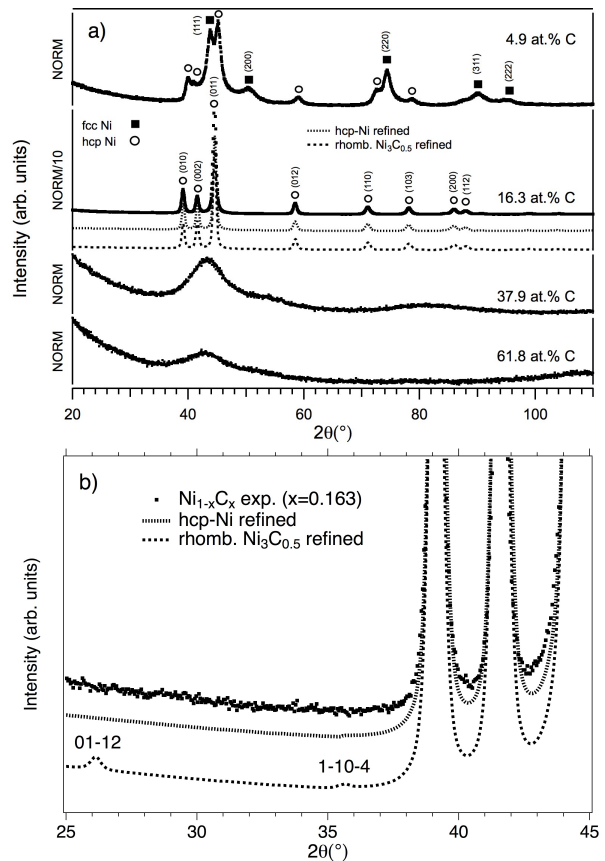 a)
4.9 at.% C
(111)
(200)
(220)
(311)
(222)
NORM
fcc Ni
hcp Ni
hcp-Ni refined
rhomb. Ni3C0.5 refined
(010)
(002)
(011)
(012)
(110)
(103)
(200)
(112)
16.3 at.% C
NORM/10
37.9 at.% C
NORM
61.8 at.% C
NORM
Intensity (arb. units)
20 40 60 80 100
2θ(°)
b)
Ni1-xCx exp. (x=0.163)
hcp-Ni refined
rhomb. Ni3C0.5 refined
01-12
1-10-4
Intensity (arb. units)
25 30 35 40 45
2θ(°)